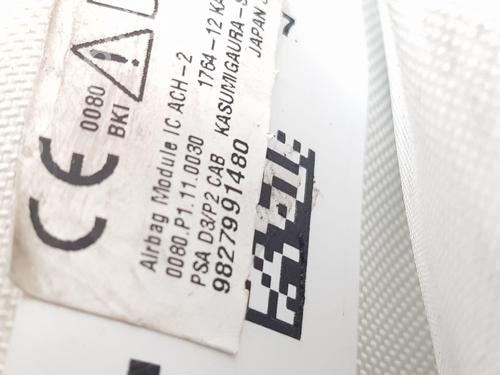 CE 0080
BKI
Airbag Module IC ACH-2
0080.P1.11.0030 1764-12
PSA D3/P2 CAB KASUMIGAURA-
9827991480 JAPAN